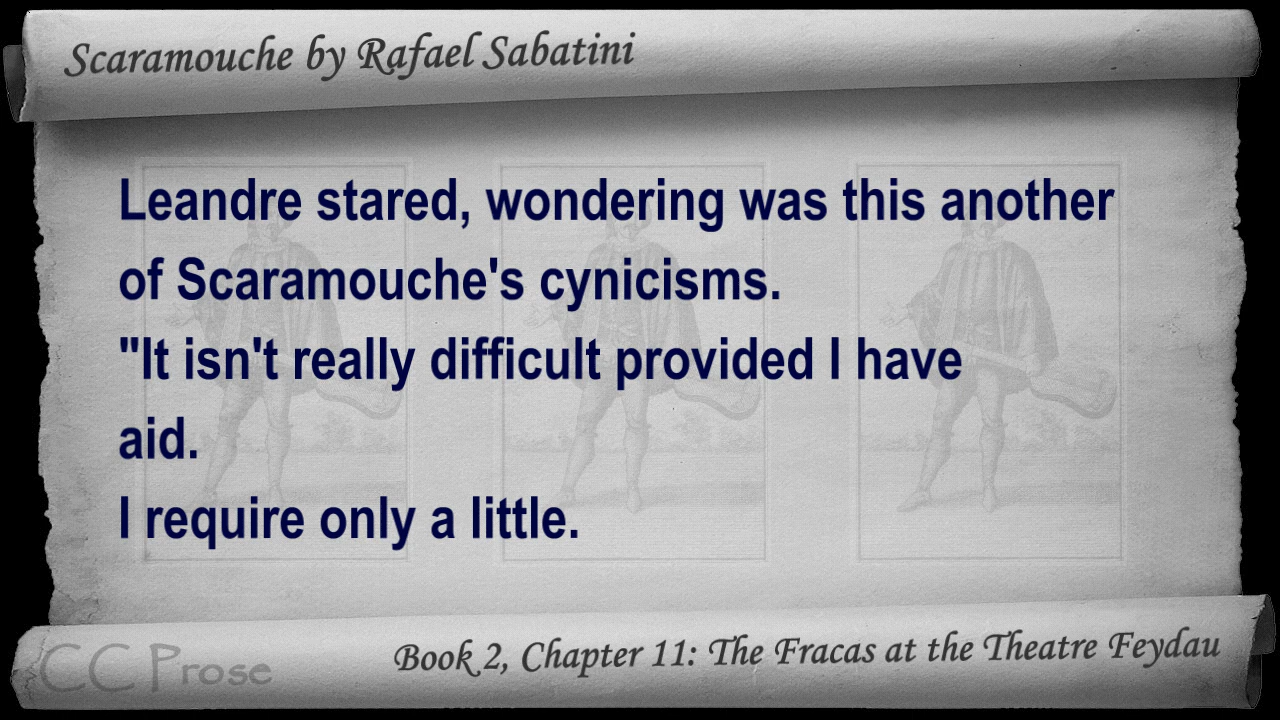 Scaramouche by Rafael Sabatini
Leandre stared, wondering was this another
of Scaramouche's cynicisms.
"It isn't really difficult provided I have
aid.
I require only a little.
Book 2, Chapter 11: The Fracas at the Theatre Feydau
CC Prose